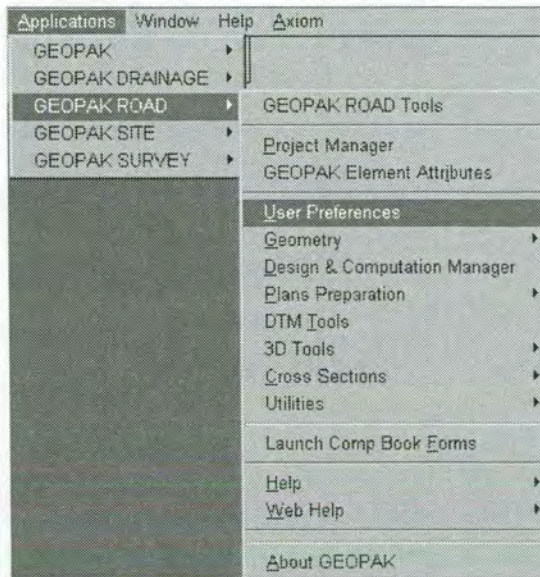 Applications Window Help Axiom
GEOPAK
GEOPAK DRAINAGE
GEOPAK ROAD
GEOPAK SITE
GEOPAK SURVEY
GEOPAK ROAD Tools
Project Manager
GEOPAK Element Attributes
User Preferences
Geometry
Design & Computation Manager
Plans Preparation
DTM Tools
3D Tools
Cross Sections
Utilities
Launch Comp Book Forms
Help
Web Help
About GEOPAK